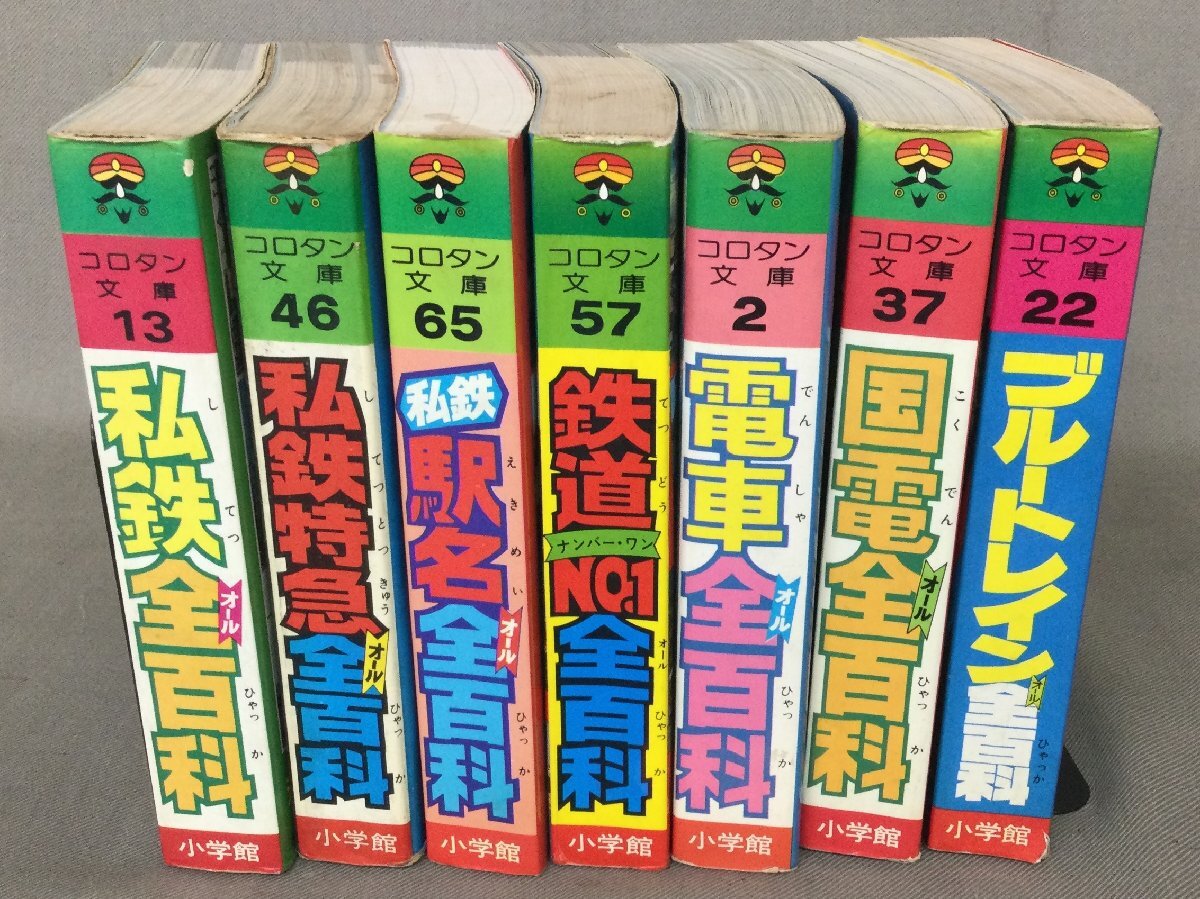 コロタン
文庫
13
私鉄
してつ
オール
全百科
ひゃっか
小学館
コロタン
文庫
46
私鉄特急
してつとっきゅう
オール
全百科
ひゃっか
小学館
コロタン
文庫
65
私鉄
駅名
えきめい
オール
全百科
ひゃっか
小学館
コロタン
文庫
57
鉄道
てつどう
ナンバー・ワン
NO.1
オール
全百科
ひゃっか
小学館
コロタン
文庫
2
電車
でんしゃ
オール
全百科
ひゃっか
小学館
コロタン
文庫
37
国電
こくでん
オール
全百科
ひゃっか
小学館
コロタン
文庫
22
ブルートレイン
オール
全百科
ひゃっか
小学館